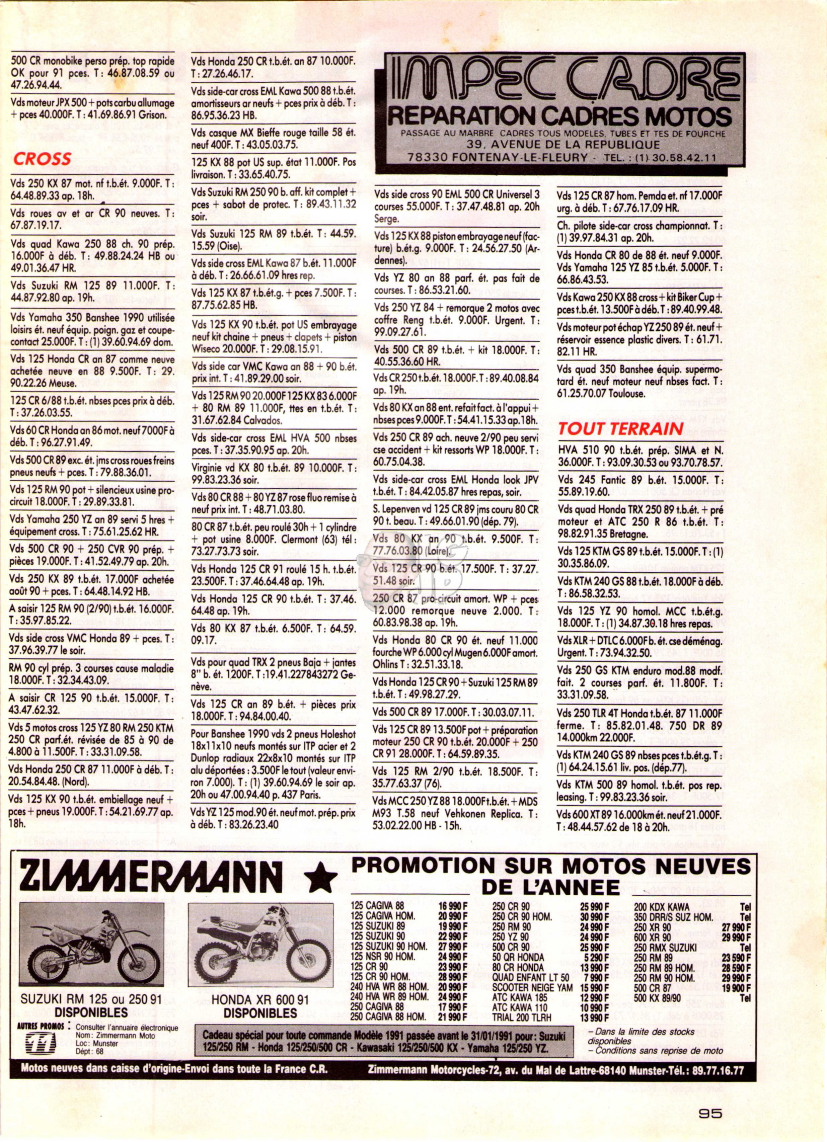 500 CR monobike perso prép. top rapide
OK pour 91 pces. T : 46.87.08.59 ou
47.26.94.44.
Vds moteur JPX 500 + pots carbu allumage
+ pces 40.000F. T : 41.69.86.91 Grison.
CROSS
Vds 250 KX 87 mot. nf t.b.ét. 9.000F. T :
64.48.89.33 ap. 18h.
Vds roues av et ar CR 90 neuves. T :
67.87.19.17.
Vds quad Kawa 250 88 ch. 90 prép.
16.000F à déb. T : 49.88.24.24 HB ou
49.01.36.47 HR.
Vds Suzuki RM 125 89 11.000F. T :
44.87.92.80 ap. 19h.
Vds Yamaha 350 Banshee 1990 utilisée
loisirs ét. neuf équip. poign. gaz et coupe-
contact 25.000F. T : (1) 39.60.94.69 dom.
Vds 125 Honda CR an 87 comme neuve
achetée neuve en 88 9.500F. T : 29.
90.22.26 Meuse.
125 CR 6/88 t.b.ét. nbses pces prix à déb.
T : 37.26.03.55.
Vds 60 CR Honda an 86 mot. neuf 7000F à
déb. T : 96.27.91.49.
Vds 500 CR 89 exc. ét. jms cross roues freins
pneus neufs + pces. T : 79.88.36.01.
Vds 125 RM 90 pot + silencieux usine pro-
circuit 18.000F. T : 29.89.33.81.
Vds Yamaha 250 YZ an 89 servi 5 hres +
équipement cross. T : 75.61.25.62 HR.
Vds 500 CR 90 + 250 CVR 90 prép. +
pièces 19.000F. T : 41.52.49.79 ap. 20h.
Vds 250 KX 89 t.b.ét. 17.000F achetée
août 90 + pces. T : 64.48.14.92 HB.
A saisir 125 RM 90 (2/90) t.b.ét. 16.000F.
T : 35.97.85.22.
Vds side cross VMC Honda 89 + pces. T :
37.96.39.77 le soir.
RM 90 cyl prép. 3 courses cause maladie
18.000F. T : 32.34.43.09.
A saisir CR 125 90 t.b.ét. 15.000F. T :
43.47.62.32.
Vds 5 motos cross 125 YZ 80 RM 250 KTM
250 CR parf.ét. révisée de 85 à 90 de
4.800 à 11.500F. T : 33.31.09.58.
Vds Honda 250 CR 87 11.000F à déb. T :
20.54.84.48. (Nord).
Vds 125 KX 90 t.b.ét. embiellage neuf +
pces + pneus 19.000F. T : 54.21.69.77 ap.
18h.
Vds Honda 250 CR t.b.ét. an 87 10.000F.
T : 27.26.46.17.
Vds side-car cross EML Kawa 500 88 t.b.ét.
amortisseurs ar neufs + pces prix à déb. T :
86.95.36.23 HB.
Vds casque MX Bieffe rouge taille 58 ét.
neuf 400F. T : 43.05.03.75.
125 KX 88 pot US sup. état 11.000F. Pos
livraison. T : 33.65.40.75.
Vds Suzuki RM 250 90 b. aff. kit complet +
pces + sabot de protec. T : 89.43.11.32
soir.
Vds Suzuki 125 RM 89 t.b.ét. T : 44.59.
15.59 (Oise).
Vds side cross EML Kawa 87 b.ét. 11.000F
à déb. T : 26.66.61.09 hres rep.
Vds 125 KX 87 t.b.ét.g. + pces 7.500F. T :
87.75.62.85 HB.
Vds 125 KX 90 t.b.ét. pot US embrayage
neuf kit chaine + pneus + clapets + piston
Wiseco 20.000F. T : 29.08.15.91.
Vds side car VMC Kawa an 88 + 90 b.ét.
prix int. T : 41.89.29.00 soir.
Vds 125 RM 90 20.000F 125 KX 83 6.000F
+ 80 RM 89 11.000F, ttes en t.b.ét. T :
31.67.62.84 Calvados.
Vds side-car cross EML HVA 500 nbses
pces. T : 37.35.90.95 ap. 20h.
Virginie vd KX 80 t.b.ét. 89 10.000F. T :
99.83.23.36 soir.
Vds 80 CR 88 + 80 YZ 87 rose fluo remise à
neuf prix int. T : 48.71.03.80.
80 CR 87 t.b.ét. peu roulé 30h + 1 cylindre
+ pot usine 8.000F. Clermont (63) tél :
73.27.73.73 soir.
Vds Honda 125 CR 91 roulé 15 h. t.b.ét.
23.500F. T : 37.46.64.48 ap. 19h.
Vds Honda 125 CR 90 t.b.ét. T : 37.46.
64.48 ap. 19h.
Vds 80 KX 87 t.b.ét. 6.500F. T : 64.59.
09.17.
Vds pour quad TRX 2 pneus Baja + jantes
8" b. ét. 1200F. T :19.41.227843272 Ge-
nève.
Vds 125 CR an 89 b.ét. + pièces prix
18.000F. T : 94.84.00.40.
Pour Banshee 1990 vds 2 pneus Holeshot
18x11x10 neufs montés sur ITP acier et 2
Dunlop radiaux 22x8x10 montés sur ITP
alu déportées : 3.500F le tout (valeur envi-
ron 7.000). T : (1) 39.60.94.69 le soir ap.
20h ou 47.00.94.40 p. 437 Paris.
Vds YZ 125 mod.90 ét. neuf mot. prép. prix
à déb. T : 83.26.23.40
IMPEC CADRE
REPARATION CADRES MOTOS
PASSAGE AU MARBRE CADRES TOUS MODELES, TUBES ET TES DE FOURCHE
39, AVENUE DE LA REPUBLIQUE
78330 FONTENAY-LE-FLEURY - TEL. : (1) 30.58.42.11
Vds side cross 90 EML 500 CR Universel 3
courses 55.000F. T : 37.47.48.81 ap. 20h
Serge.
Vds 125 KX 88 piston embrayage neuf (fac-
ture) b.ét.g. 9.000F. T : 24.56.27.50 (Ar-
dennes).
Vds YZ 80 an 88 parf. ét. pas fait de
courses. T : 86.53.21.60.
Vds 250 YZ 84 + remorque 2 motos avec
coffre Reng t.b.ét. 9.000F. Urgent. T :
99.09.27.61.
Vds 500 CR 89 t.b.ét. + kit 18.000F. T :
40.55.36.60 HR.
Vds CR 250 t.b.ét. 18.000F. T : 89.40.08.84
ap. 19h.
Vds 80 KX an 88 ent. refait fact. à l'appui +
nbses pces 9.000F. T : 54.41.15.33 ap.18h.
Vds 250 CR 89 ach. neuve 2/90 peu servi
cse accident + kit ressorts WP 18.000F. T :
60.75.04.38.
Vds side-car cross EML Honda look JPV
t.b.ét. T : 84.42.05.87 hres repas, soir.
S. Lepenven vd 125 CR 89 jms couru 80 CR
90 t. beau. T : 49.66.01.90 (dép. 79).
Vds 80 KX an 90 t.b.ét. 9.500F. T :
77.76.03.80 (Loire).
Vds 125 CR 90 b.ét. 17.500F. T : 37.27.
51.48 soir.
250 CR 87 pro-circuit amort. WP + pces
12.000 remorque neuve 2.000. T :
60.83.98.38 ap. 19h.
Vds Honda 80 CR 90 ét. neuf 11.000
fourche WP 6.000 cyl Mugen 6.000F amort.
Ohlins T : 32.51.33.18.
Vds Honda 125 CR 90 + Suzuki 125 RM 89
t.b.ét. T : 49.98.27.29.
Vds 500 CR 89 17.000F. T : 30.03.07.11.
Vds 125 CR 89 13.500F pot + préparation
moteur 250 CR 90 t.b.ét. 20.000F + 250
CR 91 28.000F. T : 64.59.89.35.
Vds 125 RM 2/90 t.b.ét. 18.500F. T :
35.77.63.37 (76).
Vds MCC 250 YZ 88 18.000F t.b.ét. + MDS
M93 T.58 neuf Vehkonen Replica. T :
53.02.22.00 HB - 15h.
Vds 125 CR 87 hom. Pemda et. nf 17.000F
urg. à déb. T : 67.76.17.09 HR.
Ch. pilote side-car cross championnat. T :
(1) 39.97.84.31 ap. 20h.
Vds Honda CR 80 de 88 ét. neuf 9.000F.
Vds Yamaha 125 YZ 85 t.b.ét. 5.000F. T :
66.86.43.53.
Vds Kawa 250 KX 88 cross + kit Biker Cup +
pces t.b.ét. 13.500F à déb. T : 89.40.99.48.
Vds moteur pot échap YZ 250 89 ét. neuf +
réservoir essence plastic divers. T : 61.71.
82.11 HR.
Vds quad 350 Banshee équip. supermo-
tard ét. neuf moteur neuf nbses fact. T :
61.25.70.07 Toulouse.
TOUT TERRAIN
HVA 510 90 t.b.ét. prép. SIMA et N.
36.000F. T : 93.09.30.53 ou 93.70.78.57.
Vds 245 Fantic 89 b.ét. 15.000F. T :
55.89.19.60.
Vds quad Honda TRX 250 89 t.b.ét. + pré
moteur et ATC 250 R 86 t.b.ét. T :
98.82.91.35 Bretagne.
Vds 125 KTM GS 89 t.b.ét. 15.000F. T : (1)
30.35.86.09.
Vds KTM 240 GS 88 t.b.ét. 18.000F à déb.
T : 86.58.32.53.
Vds 125 YZ 90 homol. MCC t.b.ét.g.
18.000F. T : (1) 34.87.30.18 hres repas.
Vds XLR + DTLC 6.000F b. ét. cse déménag.
Urgent. T : 73.94.32.50.
Vds 250 GS KTM enduro mod.88 modf.
fait. 2 courses parf. ét. 11.800F. T :
33.31.09.58.
Vds 250 TLR 4T Honda t.b.ét. 87 11.000F
ferme. T : 85.82.01.48. 750 DR 89
14.000km 22.000F.
Vds KTM 240 GS 89 nbses pces t.b.ét.g. T :
(1) 64.24.15.61 liv. pos. (dép.77).
Vds KTM 500 89 homol. t.b.ét. pos rep.
leasing. T : 99.83.23.36 soir.
Vds 600 XT 89 16.000km ét. neuf 21.000F.
T : 48.44.57.62 de 18 à 20h.
ZIMMERMANN ★ PROMOTION SUR MOTOS NEUVES
DE L'ANNEE
125 CAGIVA 88 16 990 F
125 CAGIVA HOM. 20 990 F
125 SUZUKI 89 19 990 F
125 SUZUKI 90 22 990 F
125 SUZUKI 90 HOM. 27 990 F
125 NSR 90 HOM. 24 990 F
125 CR 90 23 990 F
125 CR 90 HOM. 28 990 F
240 HVA WR 88 HOM. 20 990 F
240 HVA WR 89 HOM. 24 990 F
250 CAGIVA 88 17 990 F
250 CAGIVA 88 HOM. 21 990 F
250 CR 90 25 990 F
250 CR 90 HOM. 30 990 F
250 RM 90 24 990 F
250 YZ 90 24 990 F
500 CR 90 25 990 F
50 QR HONDA 5 290 F
80 CR HONDA 13 990 F
QUAD ENFANT LT 50 7 990 F
SCOOTER NEIGE YAM 15 990 F
ATC KAWA 185 12 990 F
ATC KAWA 110 10 990 F
TRIAL 200 TLRH 13 990 F
200 KDX KAWA Tel
350 DRR/S SUZ HOM. Tel
250 XR 90 27 990 F
600 XR 90 29 990 F
250 RMX SUZUKI Tel
250 RM 89 23 590 F
250 RM 89 HOM. 28 590 F
250 RM 90 HOM. 29 990 F
500 CR 87 19 900 F
500 KX 89/90 Tel
SUZUKI RM 125 ou 250 91
DISPONIBLES
HONDA XR 600 91
DISPONIBLES
AUTRES PROMOS : Consulter l'annuaire électronique
Nom : Zimmermann Moto
Loc : Munster
Dépt : 68
Cadeau spécial pour toute commande Modèle 1991 passée avant le 31/01/1991 pour : Suzuki
125/250 RM - Honda 125/250/500 CR - Kawasaki 125/250/500 KX - Yamaha 125/250 YZ.
– Dans la limite des stocks
disponibles
– Conditions sans reprise de moto
Motos neuves dans caisse d'origine-Envoi dans toute la France C.R. Zimmermann Motorcycles-72, av. du Mal de Lattre-68140 Munster-Tél.: 89.77.16.77
95